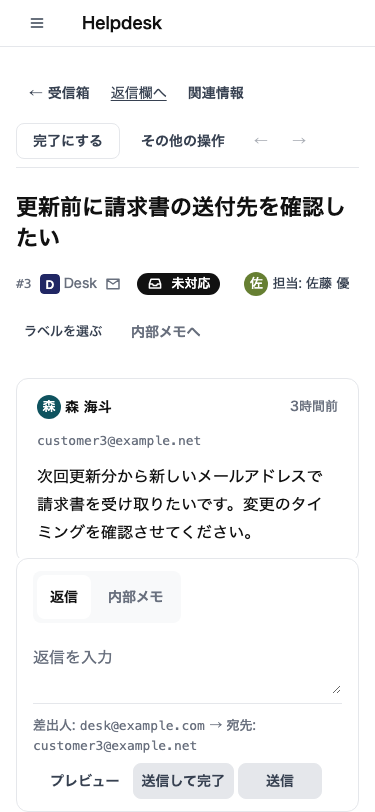 Helpdesk
← 受信箱 返信欄へ 関連情報
完了にする その他の操作 ← →
更新前に請求書の送付先を確認し
たい
#3 D Desk 未対応 佐 担当: 佐藤 優
ラベルを選ぶ 内部メモへ
森 森 海斗 3時間前
customer3@example.net
次回更新分から新しいメールアドレスで
請求書を受け取りたいです。変更のタイ
ミングを確認させてください。
返信 内部メモ
返信を入力
差出人: desk@example.com → 宛先:
customer3@example.net
プレビュー 送信して完了 送信